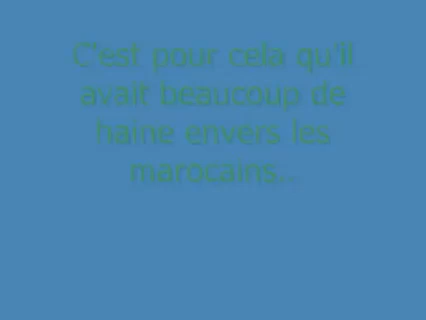 C'est pour cela qu'il
avait beaucoup de
haine envers les
marocains...